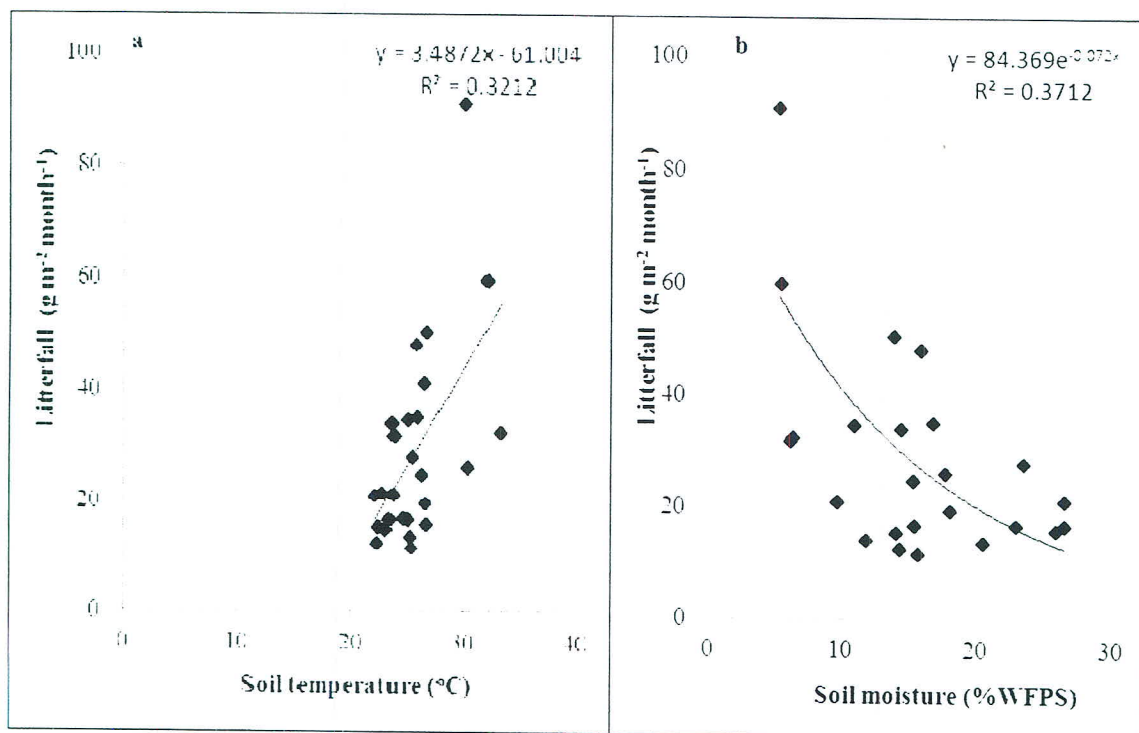 a
y = 3.4872x - 61.004
R² = 0.3212
100
80
60
40
20
0
0
20
30
40
Litterfall (g m⁻² month⁻¹)
Soil temperature (°C)
b
y = 84.369e⁻⁰·⁰⁷²ˣ
R² = 0.3712
100
80
60
40
20
0
0
10
20
30
Litterfall (g m⁻² month⁻¹)
Soil moisture (%WFPS)